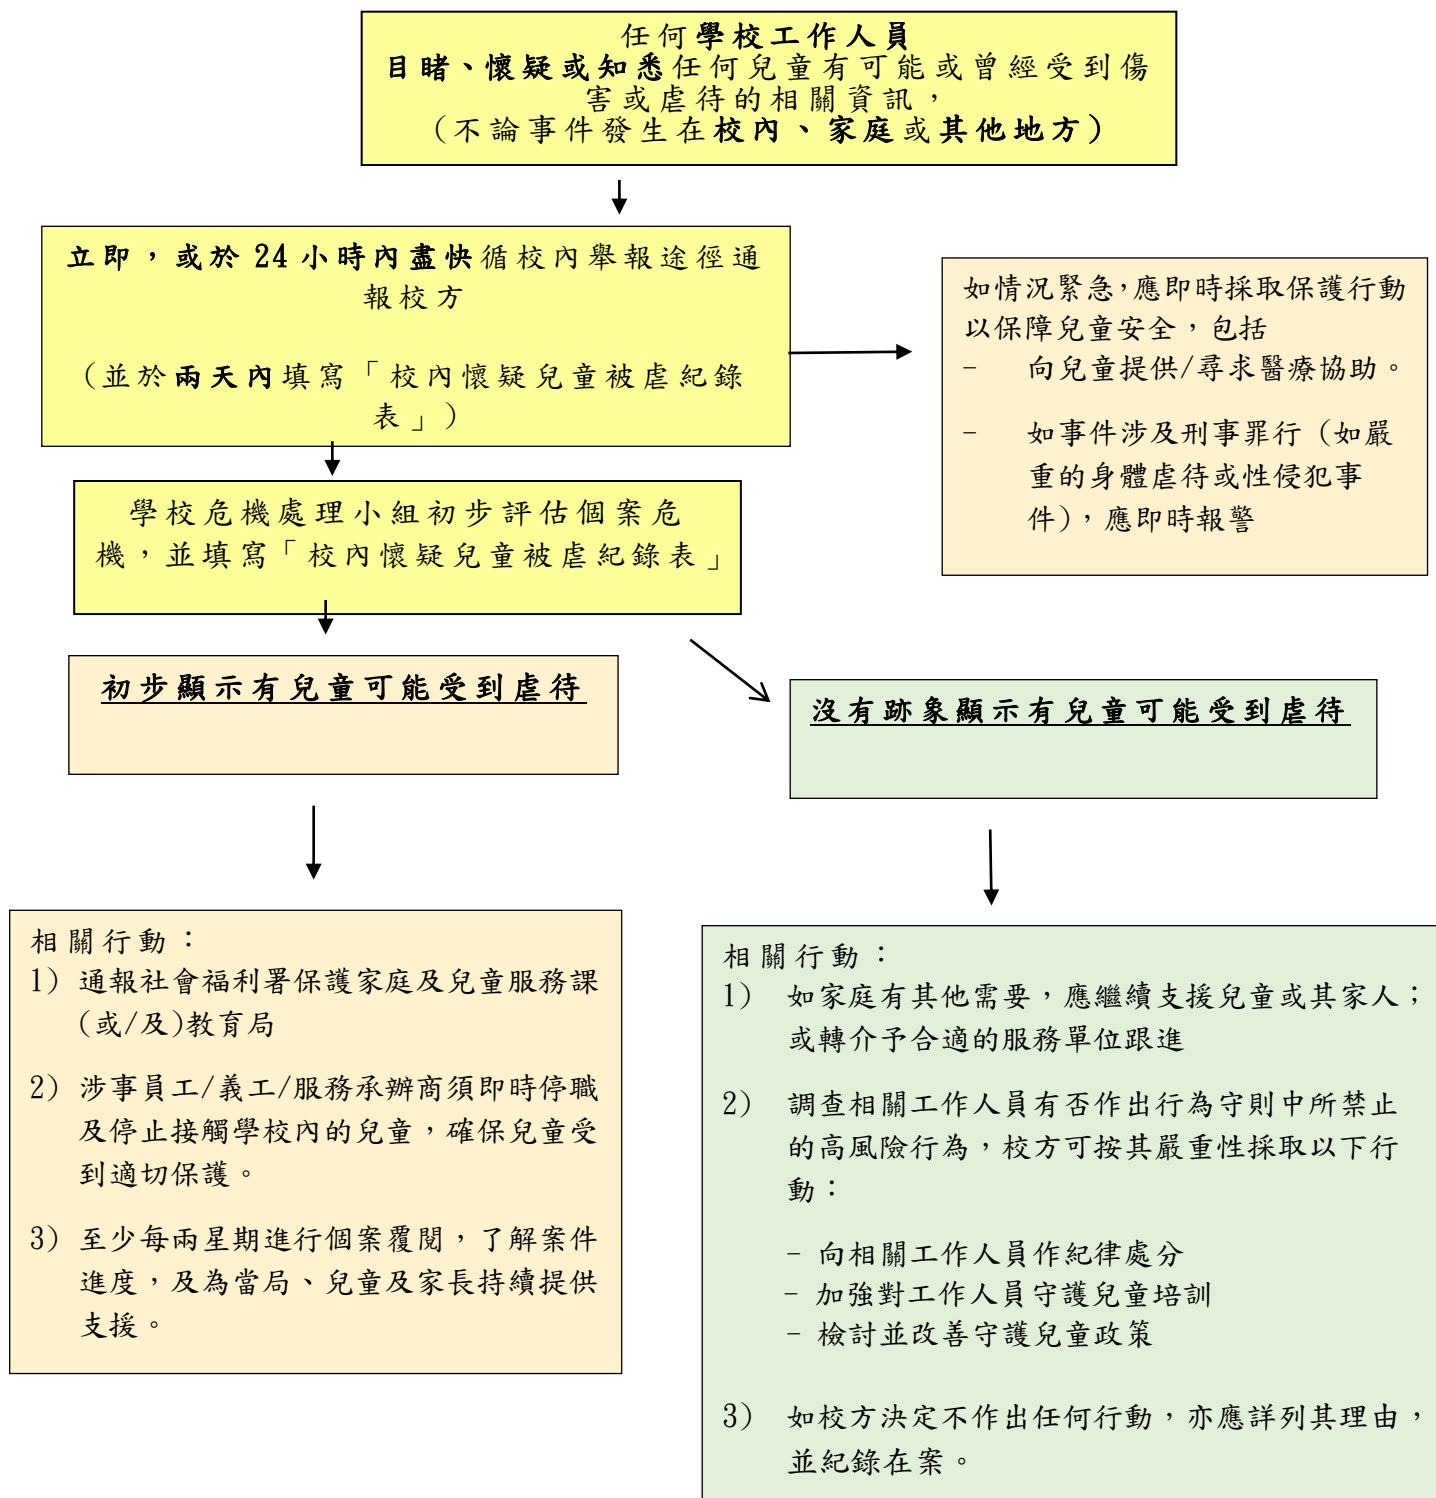 任何學校工作人員
目睹、懷疑或知悉任何兒童有可能或曾經受到傷
害或虐待的相關資訊，
（不論事件發生在校內、家庭或其他地方）
立即，或於 24 小時內盡快循校內舉報途徑通
報校方
（並於兩天內填寫「校內懷疑兒童被虐紀錄
表」）
如情況緊急,應即時採取保護行動
以保障兒童安全，包括
- 向兒童提供/尋求醫療協助。
- 如事件涉及刑事罪行 (如嚴
重的身體虐待或性侵犯事
件)，應即時報警
學校危機處理小組初步評估個案危
機，並填寫「校內懷疑兒童被虐紀錄表」
初步顯示有兒童可能受到虐待
沒有跡象顯示有兒童可能受到虐待
相關行動：
1) 通報社會福利署保護家庭及兒童服務課
(或/及)教育局
2) 涉事員工/義工/服務承辦商須即時停職
及停止接觸學校內的兒童，確保兒童受
到適切保護。
3) 至少每兩星期進行個案覆閱，了解案件
進度，及為當局、兒童及家長持續提供
支援。
相關行動：
1) 如家庭有其他需要，應繼續支援兒童或其家人；
或轉介予合適的服務單位跟進
2) 調查相關工作人員有否作出行為守則中所禁止
的高風險行為，校方可按其嚴重性採取以下行
動：
- 向相關工作人員作紀律處分
- 加強對工作人員守護兒童培訓
- 檢討並改善守護兒童政策
3) 如校方決定不作出任何行動，亦應詳列其理由，
並紀錄在案。